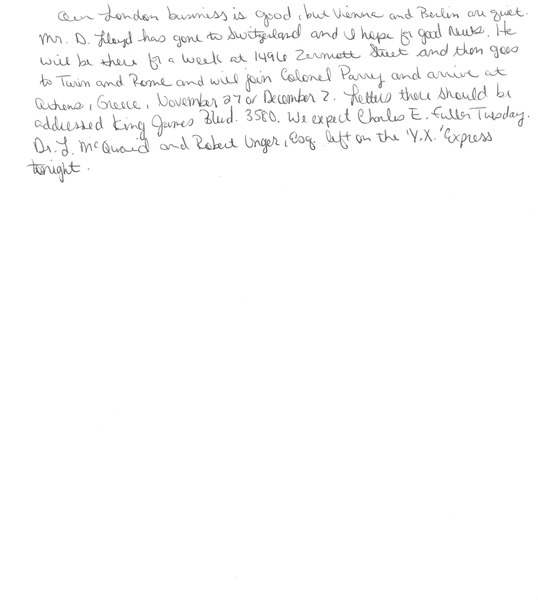 Our London business is good, but Vienna and Berlin are quiet.
Mr. D. Lloyd has gone to Switzerland and I hope for good news. He
will be there for a week at 1496 Zermott Street and then goes
to Turin and Rome and will join Colonel Parry and arrive at
Athens, Greece, November 27 or December 2. Letters there should be
addressed King James Blvd. 3580. We expect Charles E. Fuller Tuesday.
Dr. L. McQuaid and Robert Unger, Esq. left on the 'Y.X.' Express
tonight.